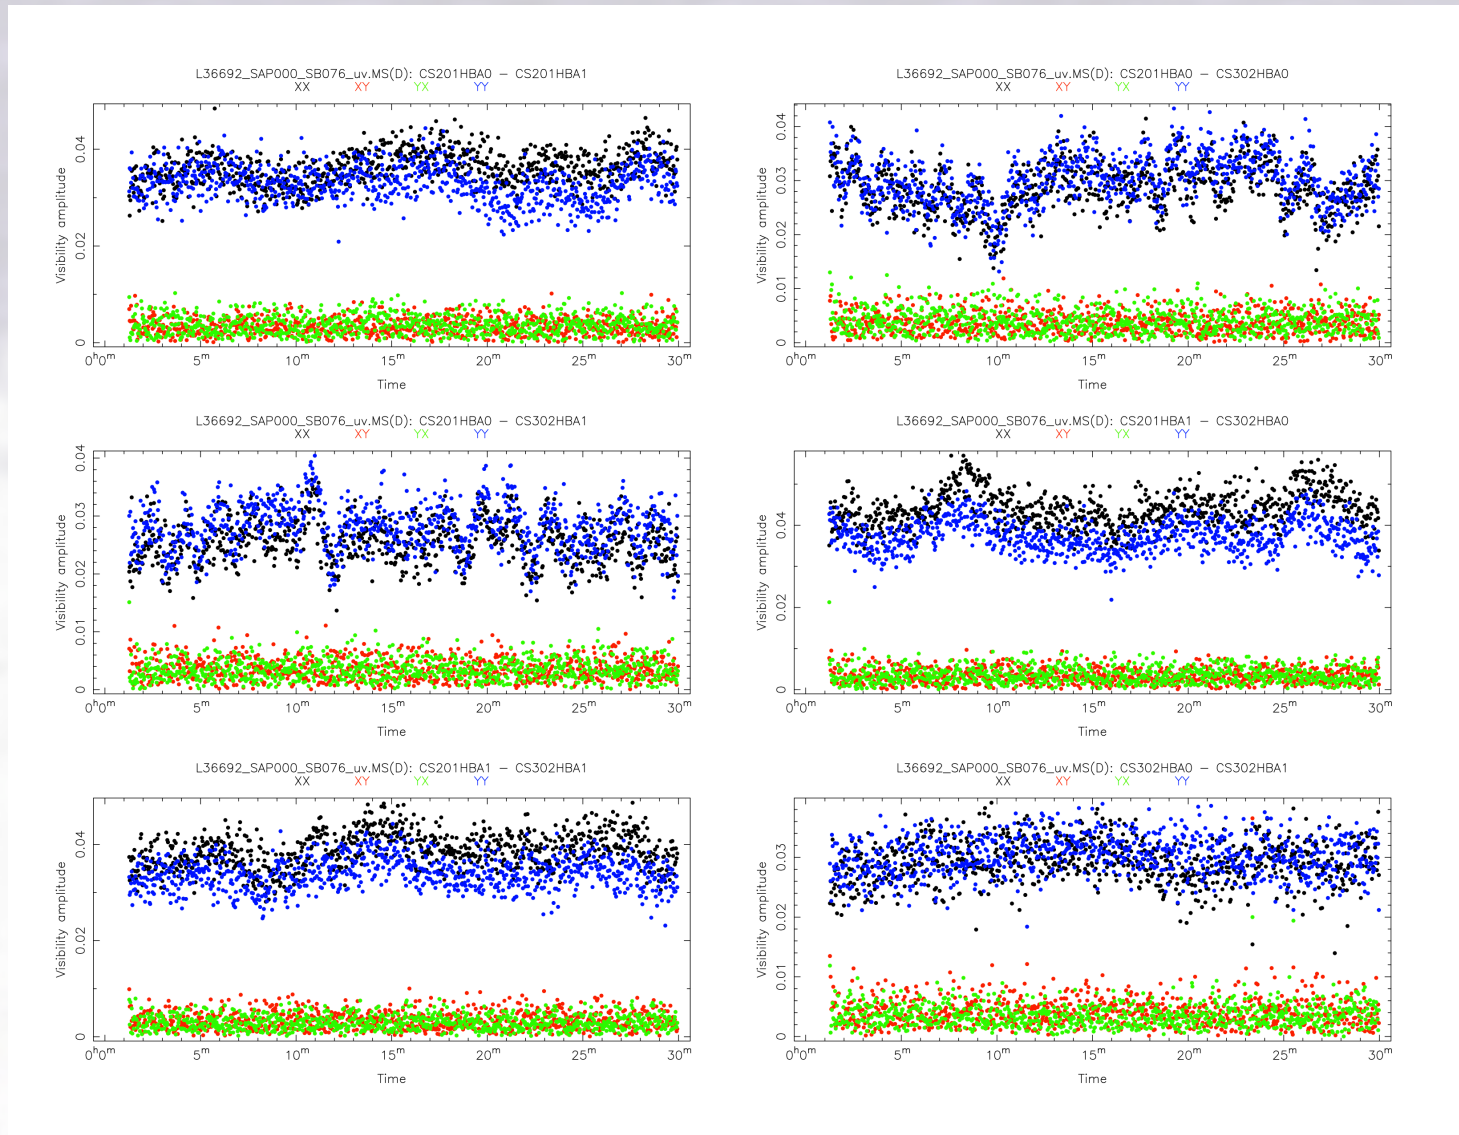 L36692_SAP000_SB076_uv.MS(D): CS201HBA0 − CS201HBA1
XX XY YX YY
Visibility amplitude
0.04
0.02
0
0ʰ0ᵐ 5ᵐ 10ᵐ 15ᵐ 20ᵐ 25ᵐ 30ᵐ
Time
L36692_SAP000_SB076_uv.MS(D): CS201HBA0 − CS302HBA0
XX XY YX YY
Visibility amplitude
0.04
0.03
0.02
0.01
0
0ʰ0ᵐ 5ᵐ 10ᵐ 15ᵐ 20ᵐ 25ᵐ 30ᵐ
Time
L36692_SAP000_SB076_uv.MS(D): CS201HBA0 − CS302HBA1
XX XY YX YY
Visibility amplitude
0.04
0.03
0.02
0.01
0
0ʰ0ᵐ 5ᵐ 10ᵐ 15ᵐ 20ᵐ 25ᵐ 30ᵐ
Time
L36692_SAP000_SB076_uv.MS(D): CS201HBA1 − CS302HBA0
XX XY YX YY
Visibility amplitude
0.04
0.02
0
0ʰ0ᵐ 5ᵐ 10ᵐ 15ᵐ 20ᵐ 25ᵐ 30ᵐ
Time
L36692_SAP000_SB076_uv.MS(D): CS201HBA1 − CS302HBA1
XX XY YX YY
Visibility amplitude
0.04
0.02
0
0ʰ0ᵐ 5ᵐ 10ᵐ 15ᵐ 20ᵐ 25ᵐ 30ᵐ
Time
L36692_SAP000_SB076_uv.MS(D): CS302HBA0 − CS302HBA1
XX XY YX YY
Visibility amplitude
0.03
0.02
0.01
0
0ʰ0ᵐ 5ᵐ 10ᵐ 15ᵐ 20ᵐ 25ᵐ 30ᵐ
Time